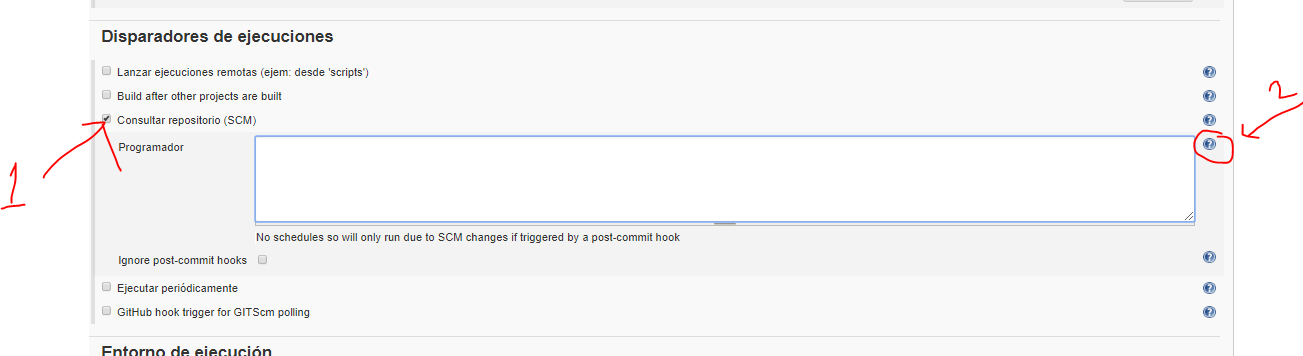 Disparadores de ejecuciones
Lanzar ejecuciones remotas (ejem: desde 'scripts')
Build after other projects are built
2
Consultar repositorio (SCM)
Programador
1
No schedules so will only run due to SCM changes if triggered by a post-commit hook
Ignore post-commit hooks
Ejecutar periódicamente
GitHub hook trigger for GITScm polling
Entorno de ejecución